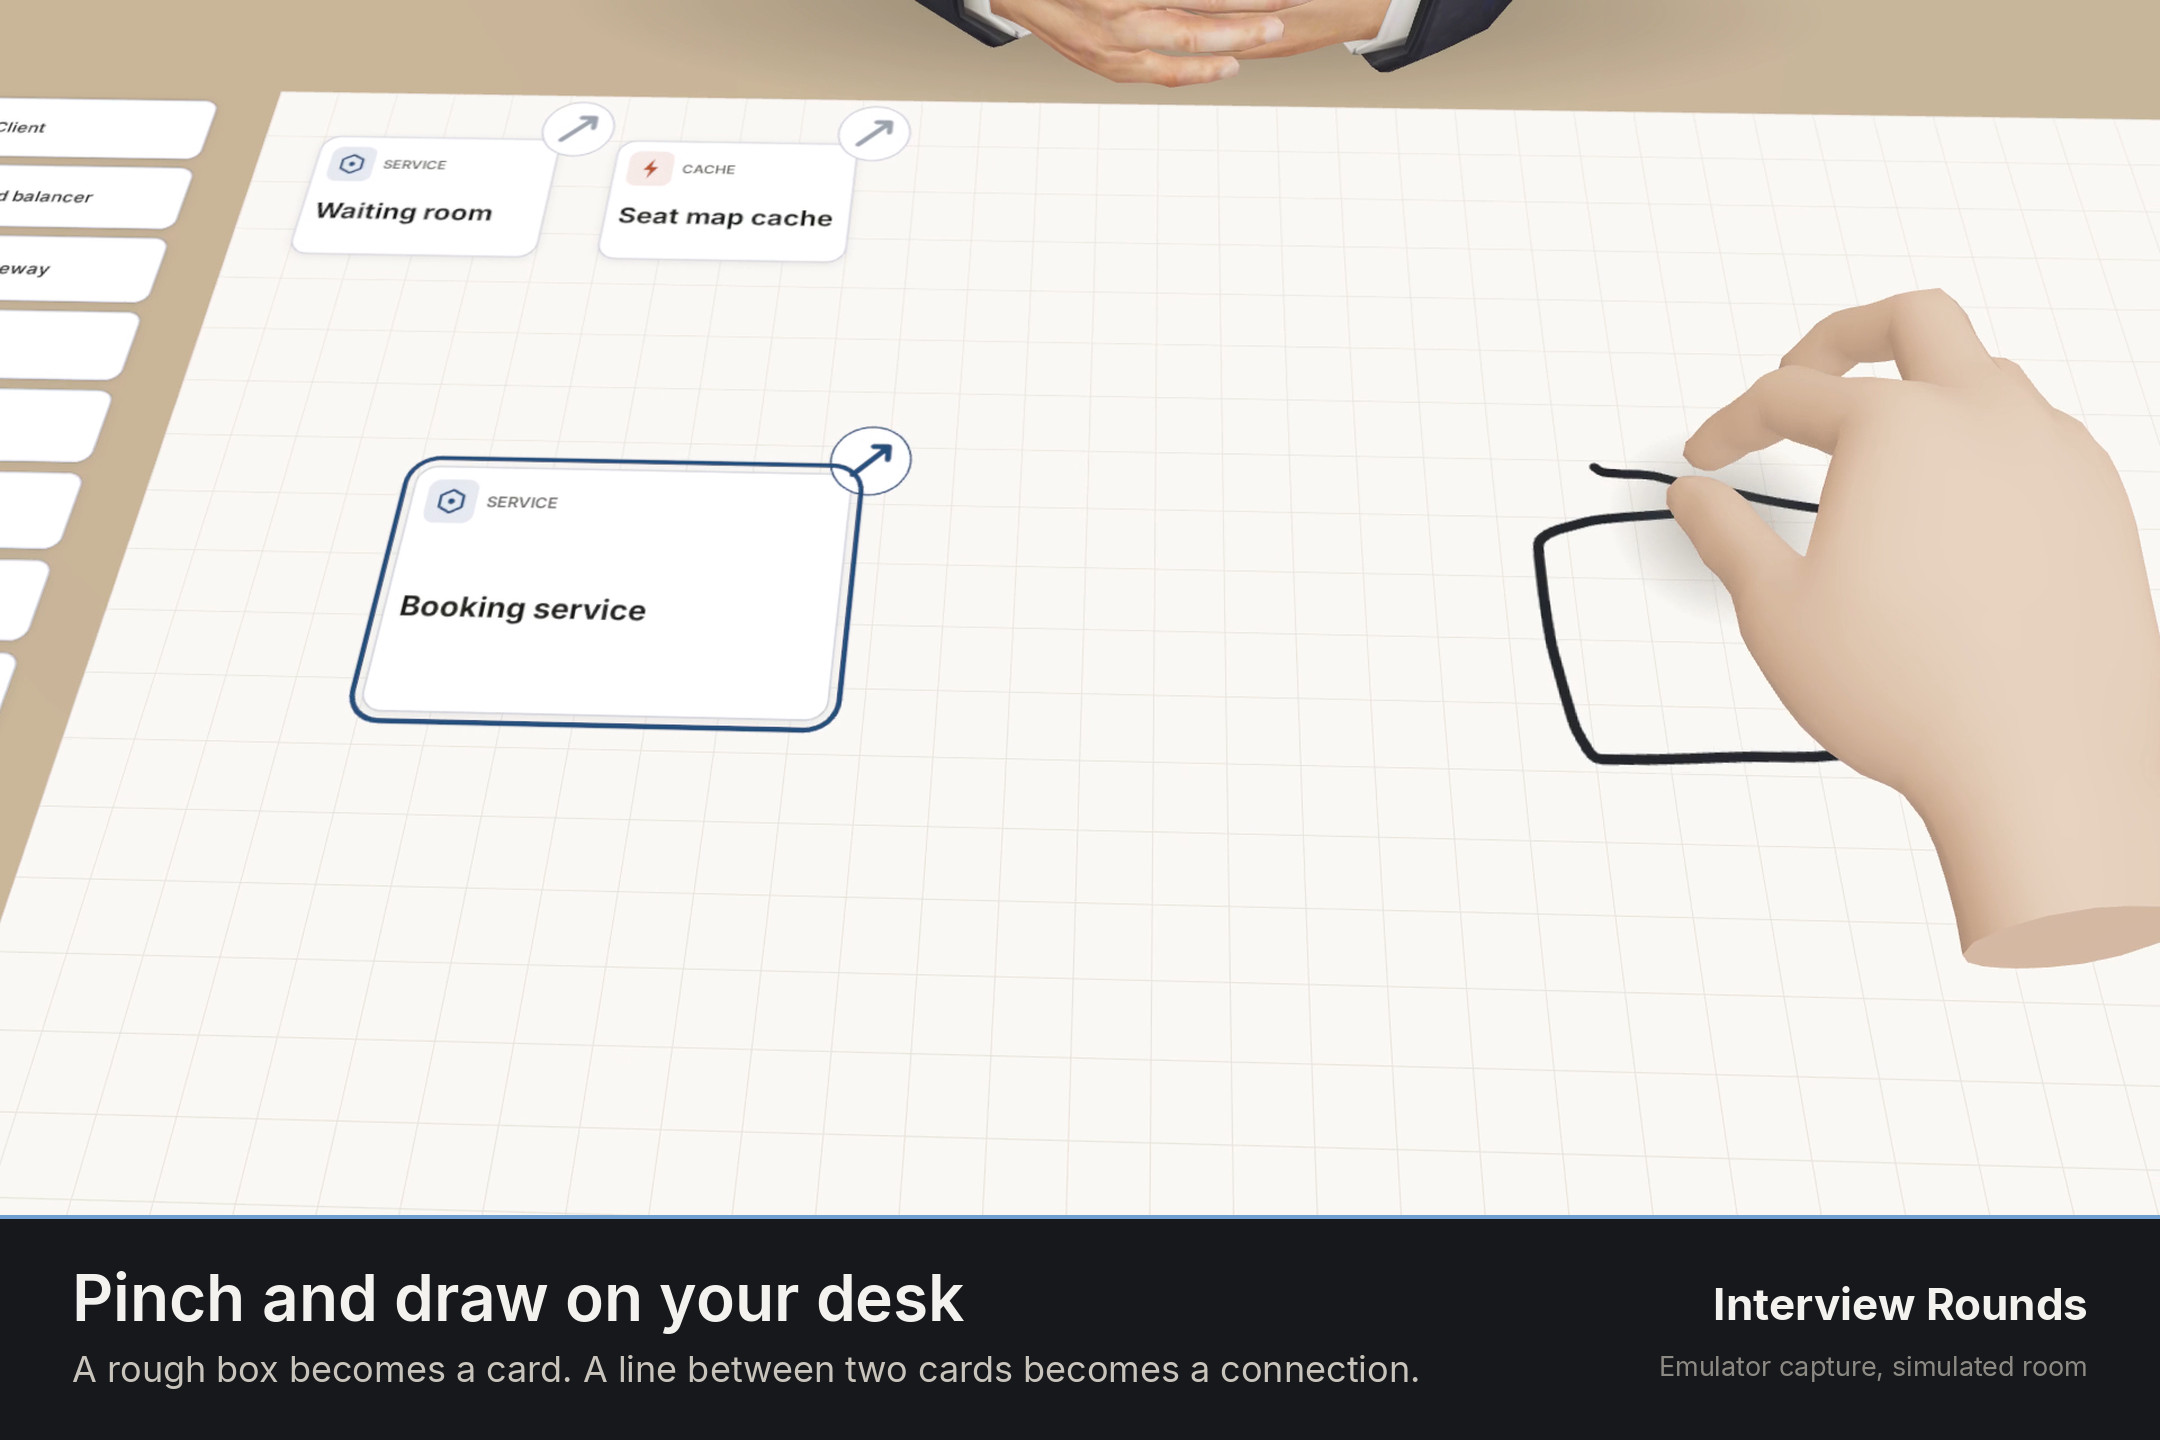 Client
balancer
SERVICE
Waiting room
CACHE
Seat map cache
SERVICE
Booking service
Pinch and draw on your desk
A rough box becomes a card. A line between two cards becomes a connection.
Interview Rounds
Emulator capture, simulated room